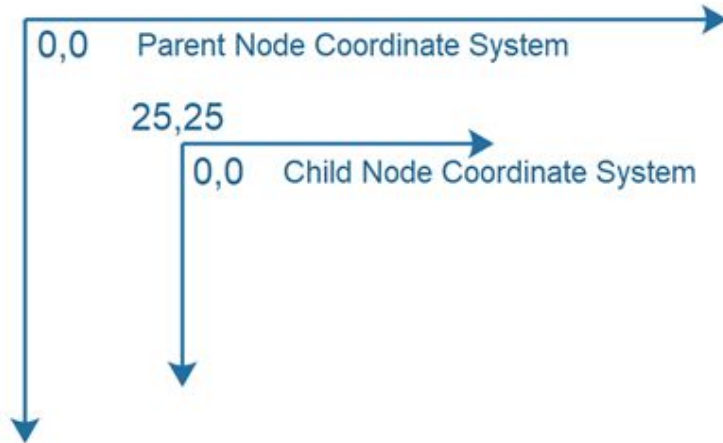 0,0 Parent Node Coordinate System
25,25
0,0 Child Node Coordinate System